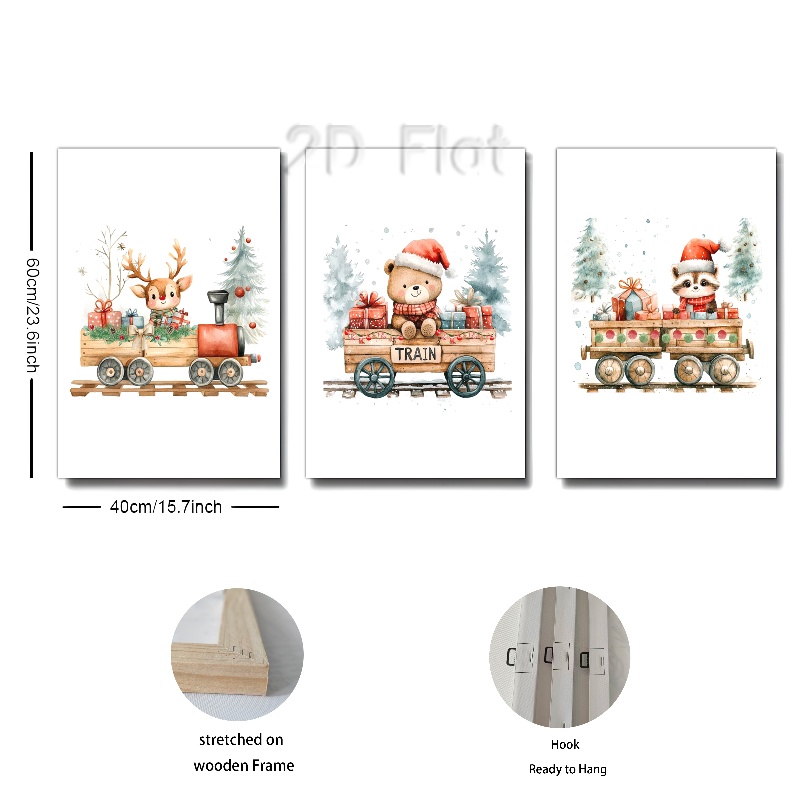 2D Flat
60cm/23.6inch
TRAIN
40cm/15.7inch
stretched on
wooden Frame
Hook
Ready to Hang